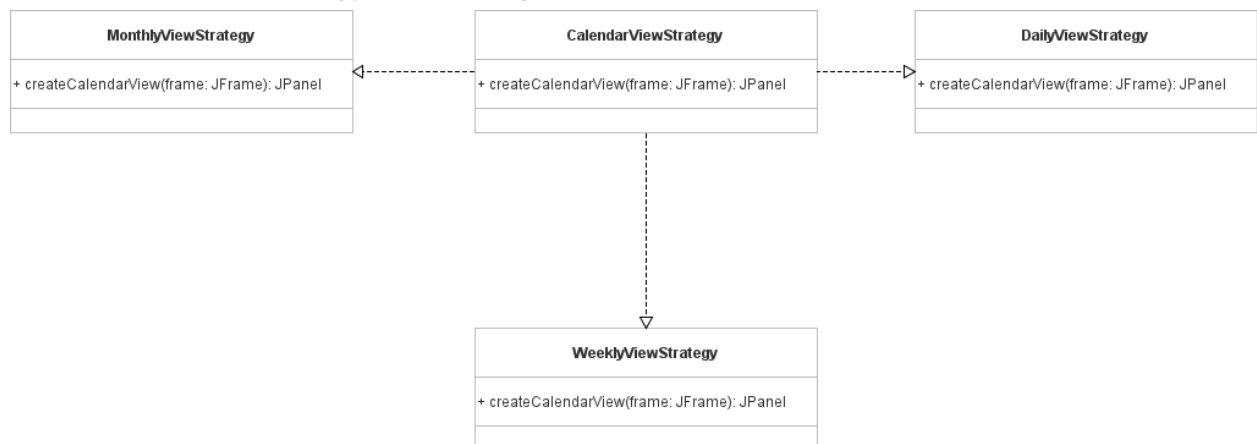 MonthlyViewStrategy
+ createCalendarView(frame: JFrame): JPanel
CalendarViewStrategy
+ createCalendarView(frame: JFrame): JPanel
DailyViewStrategy
+ createCalendarView(frame: JFrame): JPanel
WeeklyViewStrategy
+ createCalendarView(frame: JFrame): JPanel